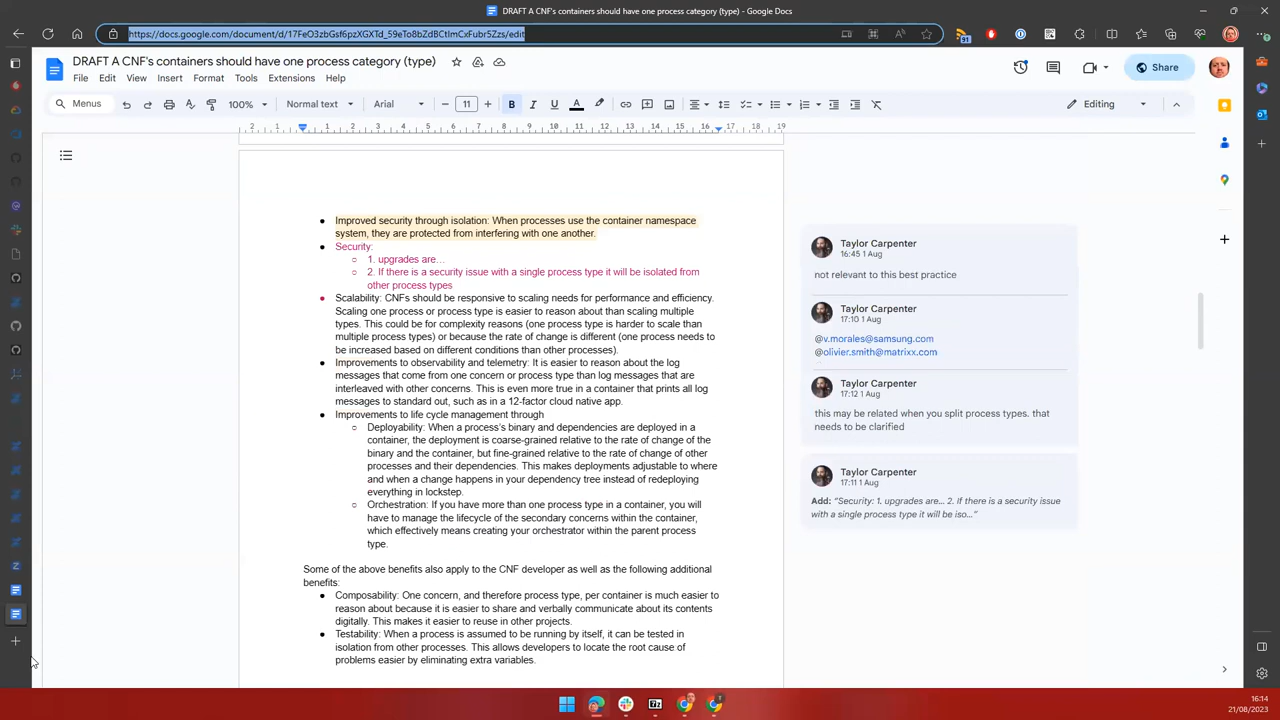 DRAFT A CNF's containers should have one process category (type) - Google Docs
https://docs.google.com/document/d/17FeO3zbGsf6pzXGXTd_59eTo8bZdBCtImCxFubr5Zzs/edit
91
DRAFT A CNF's containers should have one process category (type)
File Edit View Insert Format Tools Extensions Help
Share
Menus 100% Normal text Arial 11 B I U A Editing
2 1 1 2 3 4 5 6 7 8 9 10 11 12 13 14 15 16 17 18 19
• Improved security through isolation: When processes use the container namespace
system, they are protected from interfering with one another.
• Security:
○ 1. upgrades are…
○ 2. If there is a security issue with a single process type it will be isolated from
other process types
• Scalability: CNFs should be responsive to scaling needs for performance and efficiency.
Scaling one process or process type is easier to reason about than scaling multiple
types. This could be for complexity reasons (one process type is harder to scale than
multiple process types) or because the rate of change is different (one process needs to
be increased based on different conditions than other processes).
• Improvements to observability and telemetry: It is easier to reason about the log
messages that come from one concern or process type than log messages that are
interleaved with other concerns. This is even more true in a container that prints all log
messages to standard out, such as in a 12-factor cloud native app.
• Improvements to life cycle management through
○ Deployability: When a process's binary and dependencies are deployed in a
container, the deployment is coarse-grained relative to the rate of change of the
binary and the container, but fine-grained relative to the rate of change of other
processes and their dependencies. This makes deployments adjustable to where
and when a change happens in your dependency tree instead of redeploying
everything in lockstep.
○ Orchestration: If you have more than one process type in a container, you will
have to manage the lifecycle of the secondary concerns within the container,
which effectively means creating your orchestrator within the parent process
type.
Some of the above benefits also apply to the CNF developer as well as the following additional
benefits:
• Composability: One concern, and therefore process type, per container is much easier to
reason about because it is easier to share and verbally communicate about its contents
digitally. This makes it easier to reuse in other projects.
• Testability: When a process is assumed to be running by itself, it can be tested in
isolation from other processes. This allows developers to locate the root cause of
problems easier by eliminating extra variables.
Taylor Carpenter
16:45 1 Aug
not relevant to this best practice
Taylor Carpenter
17:10 1 Aug
@v.morales@samsung.com
@olivier.smith@matrixx.com
Taylor Carpenter
17:12 1 Aug
this may be related when you split process types. that
needs to be clarified
Taylor Carpenter
17:11 1 Aug
Add: "Security: 1. upgrades are… 2. If there is a security issue
with a single process type it will be iso…"
16:14
21/08/2023